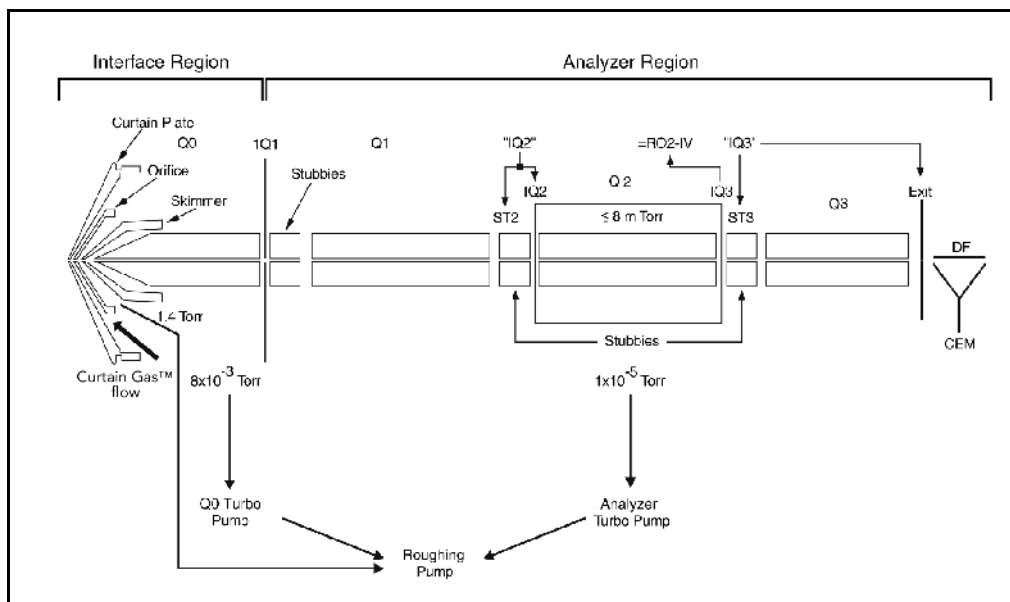 Interface Region
Analyzer Region
Curtain Plate
Q0
1Q1
Q1
"IQ2"
=RO2-IV
"IQ3"
Orifice
Stubbies
Q 2
Skimmer
IQ2
IQ3
Exit
ST2
≤ 8 m Torr
ST3
Q3
DF
1.4 Torr
Stubbies
CEM
Curtain Gas™
flow
8x10⁻³ Torr
1x10⁻⁵ Torr
Q0 Turbo
Pump
Analyzer
Turbo Pump
Roughing
Pump